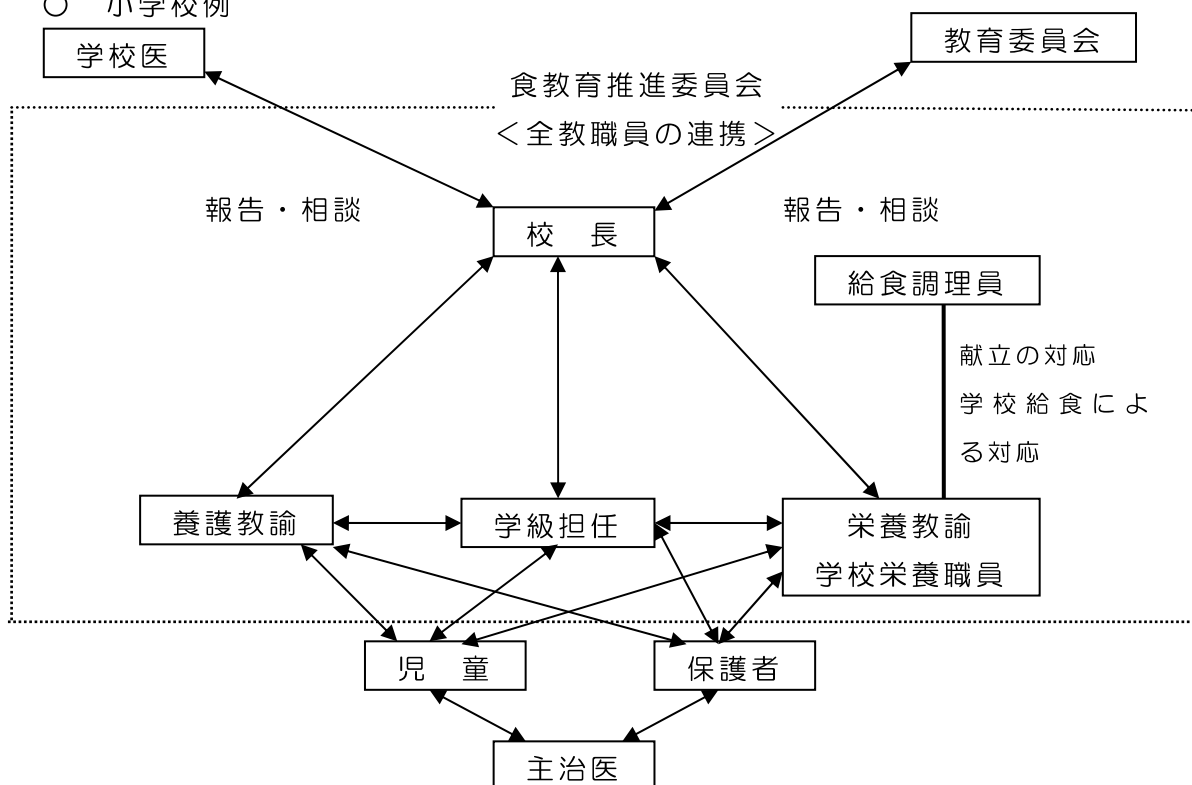 ○　小学校例
学校医
教育委員会
食教育推進委員会
＜全教職員の連携＞
報告・相談
報告・相談
校　長
給食調理員
献立の対応
学校給食によ
る対応
養護教諭
学級担任
栄養教諭
学校栄養職員
児　童
保護者
主治医